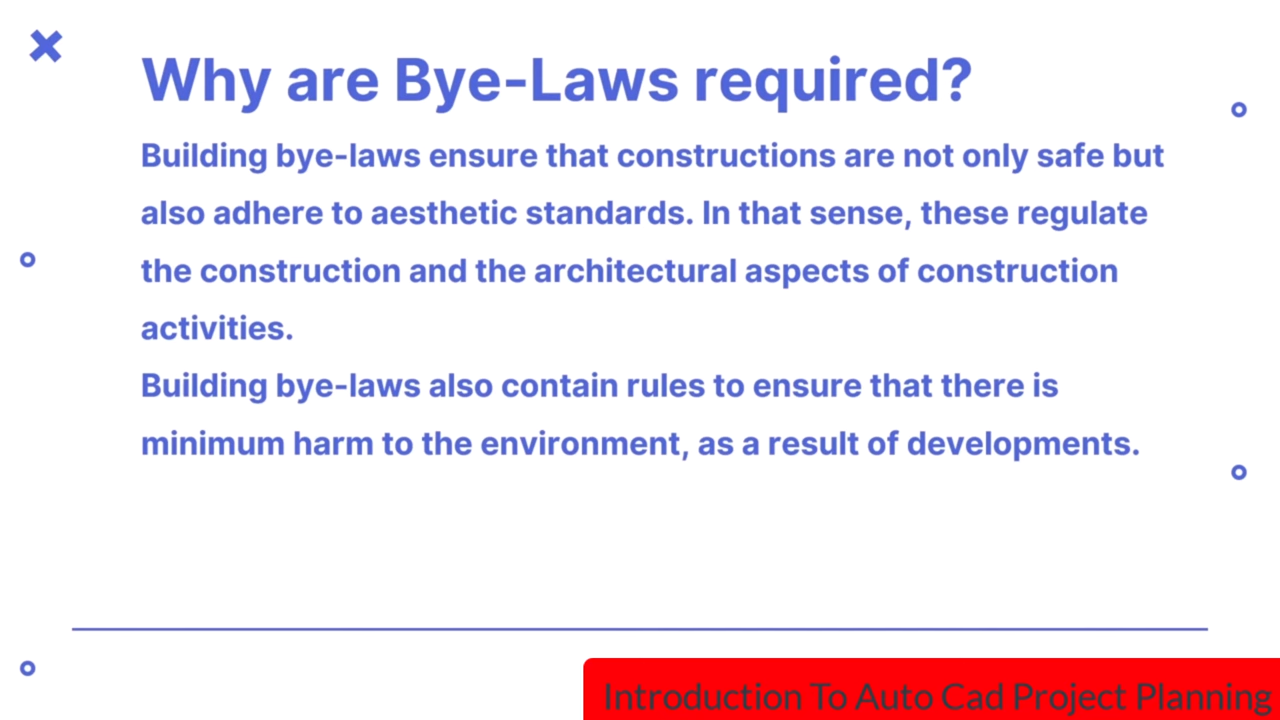 Why are Bye-Laws required?
Building bye-laws ensure that constructions are not only safe but
also adhere to aesthetic standards. In that sense, these regulate
the construction and the architectural aspects of construction
activities.
Building bye-laws also contain rules to ensure that there is
minimum harm to the environment, as a result of developments.
Introduction To Auto Cad Project Planning